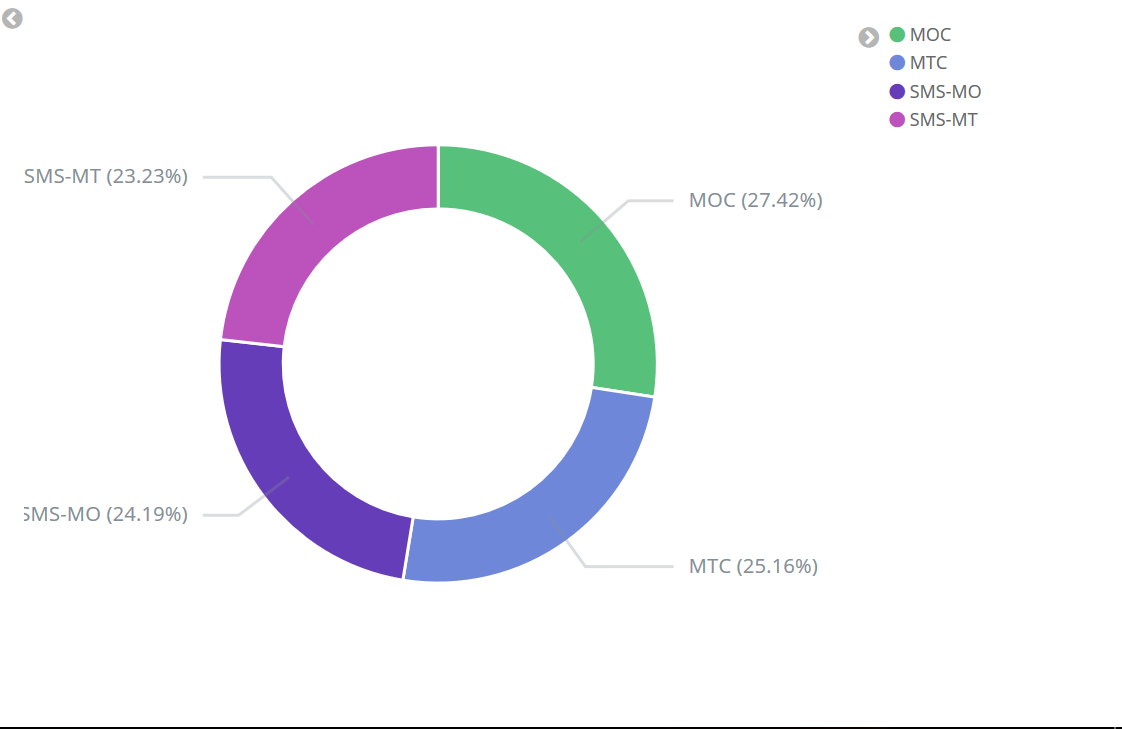 MOC
MTC
SMS-MO
SMS-MT
SMS-MT (23.23%)
MOC (27.42%)
SMS-MO (24.19%)
MTC (25.16%)